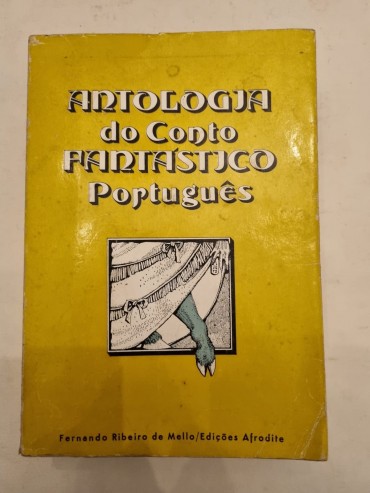 ANTOLOGIA
do Conto
FANTÁSTICO
Português
Fernando Ribeiro de Mello/Edições Afrodite